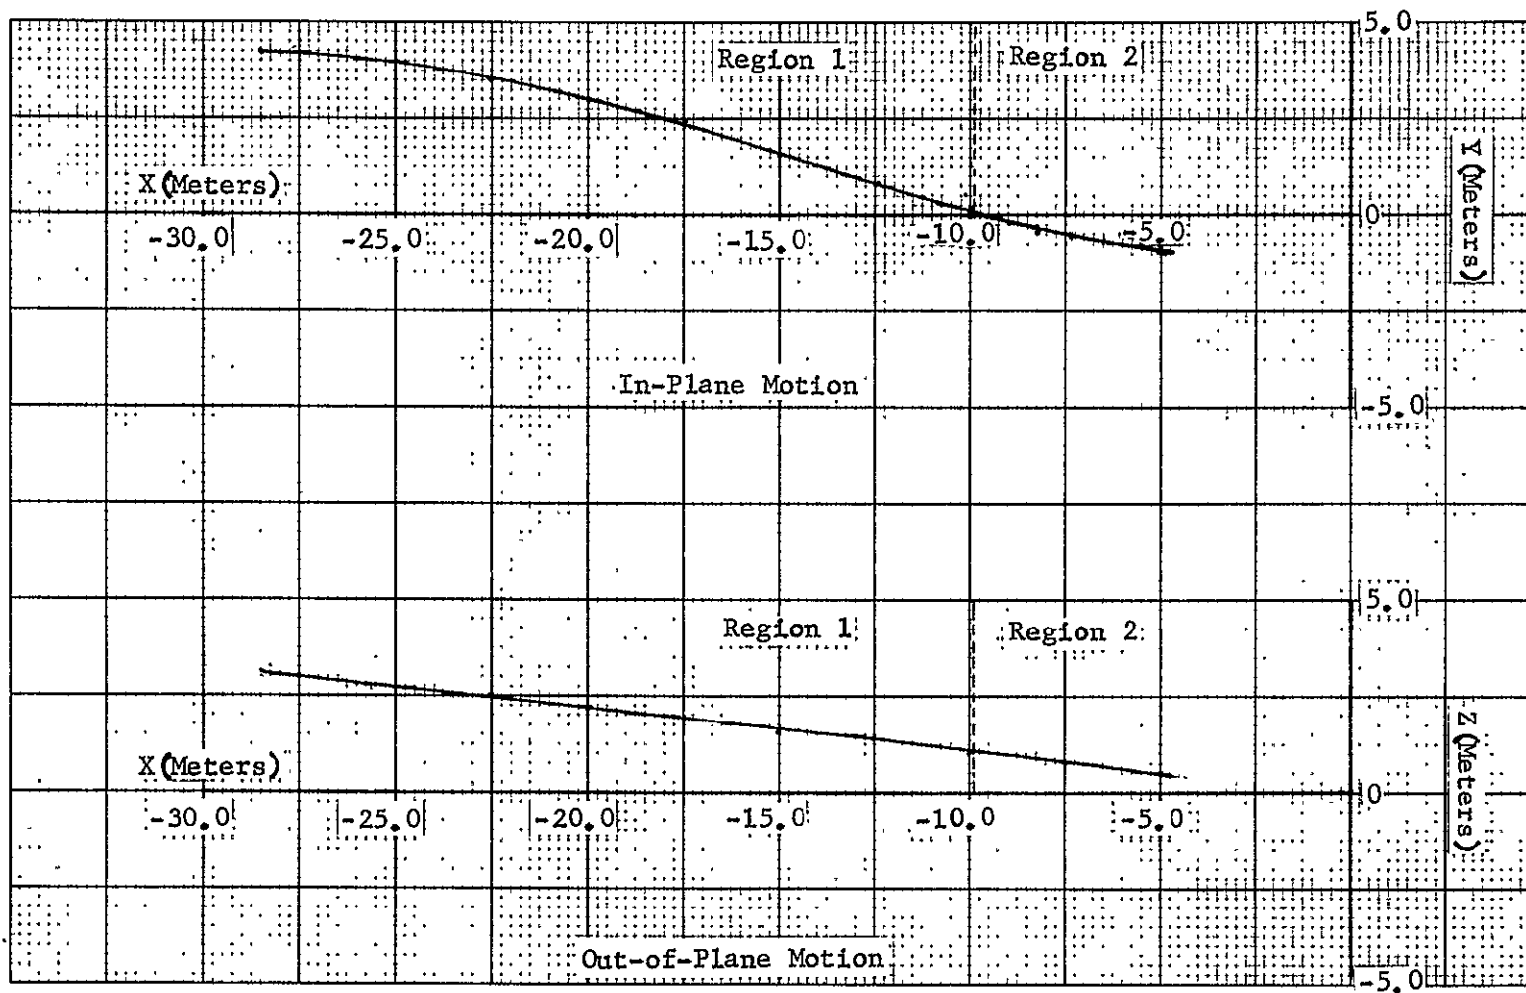 5.0
Region 1
Region 2
X(Meters)
Y(Meters)
0
-30.0
-25.0
-20.0
-15.0
-10.0
-5.0
In-Plane Motion
-5.0
5.0
Region 1
Region 2
X(Meters)
Z(Meters)
0
-30.0
-25.0
-20.0
-15.0
-10.0
-5.0
Out-of-Plane Motion
-5.0